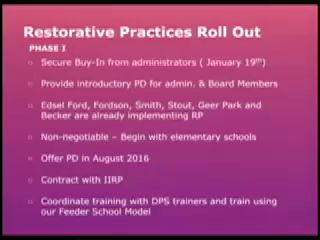 Restorative Practices Roll Out
PHASE I
○ Secure Buy-In from administrators ( January 19th)
○ Provide introductory PD for admin. & Board Members
○ Edsel Ford, Fordson, Smith, Stout, Geer Park and
Becker are already implementing RP
○ Non-negotiable – Begin with elementary schools
○ Offer PD in August 2016
○ Contract with IIRP
○ Coordinate training with DPS trainers and train using
our Feeder School Model